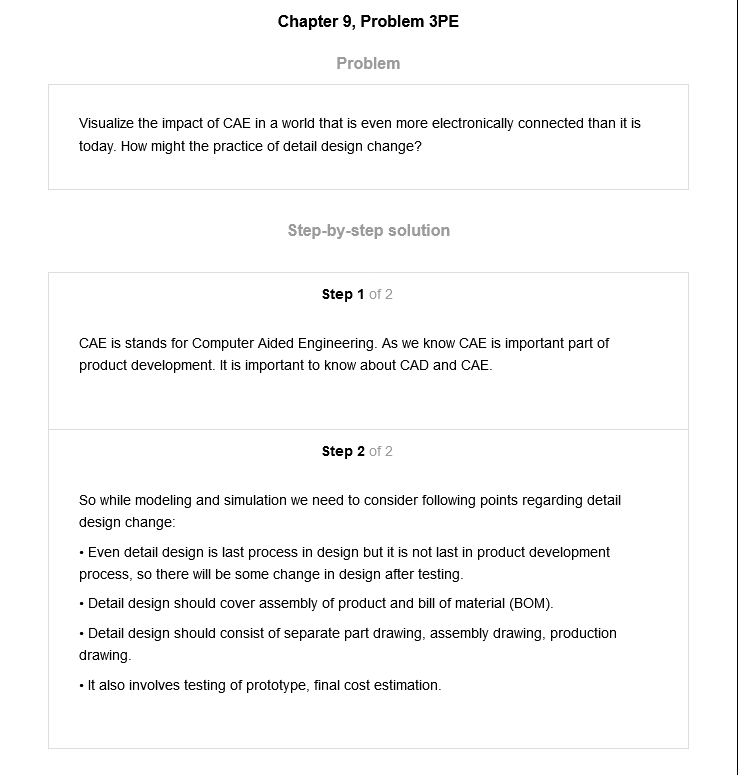 Chapter 9, Problem 3PE
Problem
Visualize the impact of CAE in a world that is even more electronically connected than it is
today. How might the practice of detail design change?
Step-by-step solution
Step 1 of 2
CAE is stands for Computer Aided Engineering. As we know CAE is important part of
product development. It is important to know about CAD and CAE.
Step 2 of 2
So while modeling and simulation we need to consider following points regarding detail
design change:
• Even detail design is last process in design but it is not last in product development
process, so there will be some change in design after testing.
• Detail design should cover assembly of product and bill of material (BOM).
• Detail design should consist of separate part drawing, assembly drawing, production
drawing.
• It also involves testing of prototype, final cost estimation.